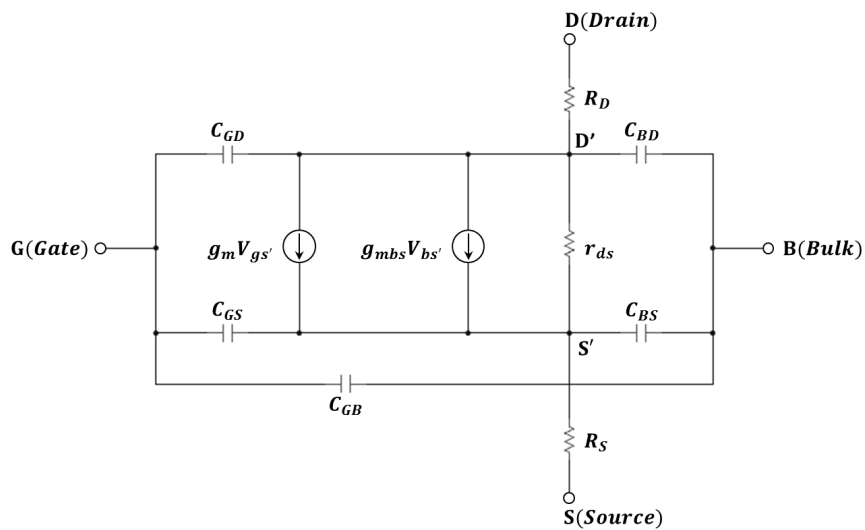 D(Drain)
R_D
C_GD
D'
C_BD
G(Gate)
g_mV_gs'
g_mbsV_bs'
r_ds
B(Bulk)
C_GS
C_BS
S'
C_GB
R_S
S(Source)